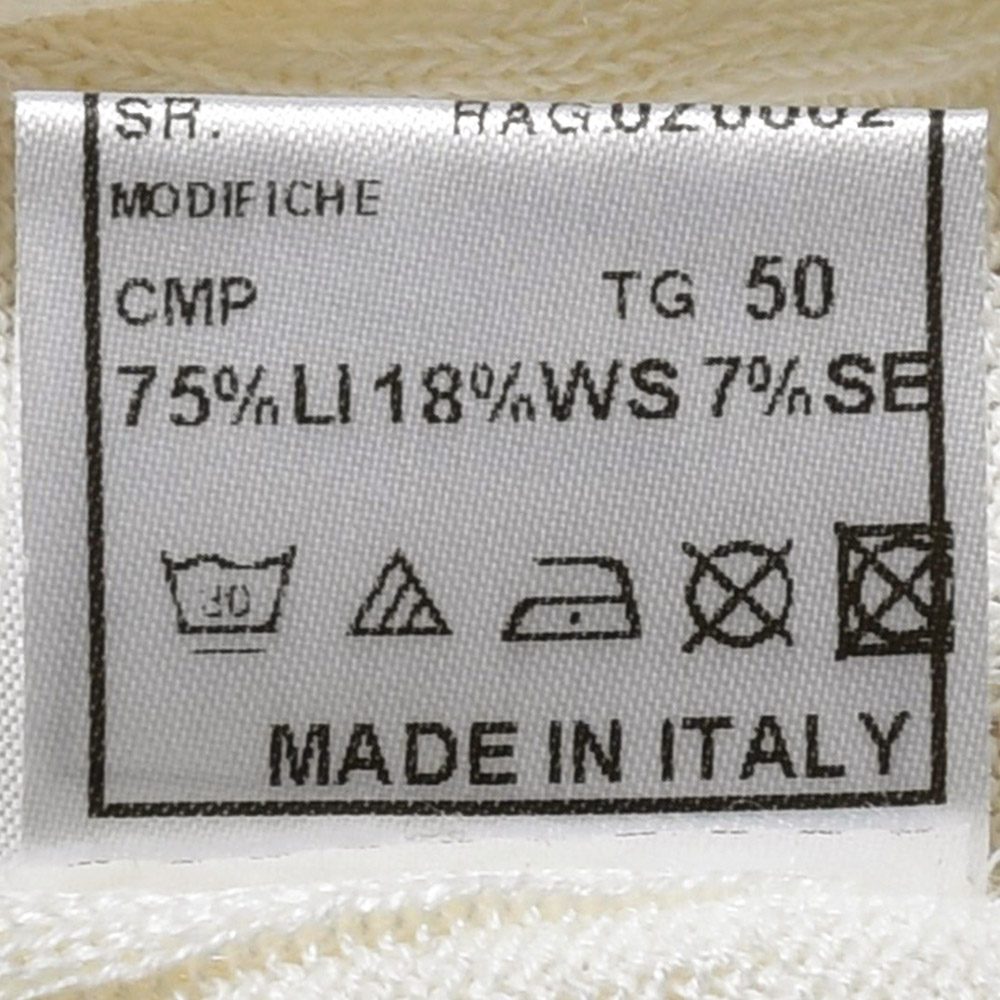 SR.
MODIFICHE
CMP TG 50
75% LI 18% WS 7% SE
30
MADE IN ITALY